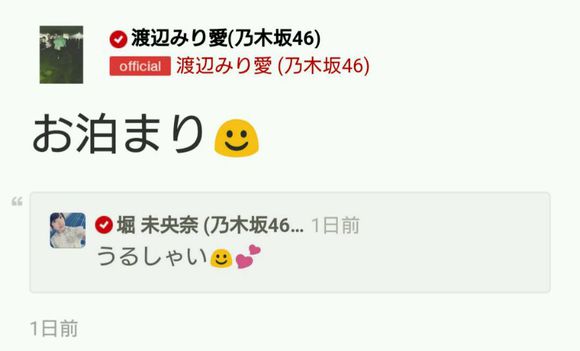 渡辺みり愛(乃木坂46)
official 渡辺みり愛 (乃木坂46)
お泊まり🙂
“
堀 未央奈 (乃木坂46... 1日前
うるしゃい🙂💕
1日前